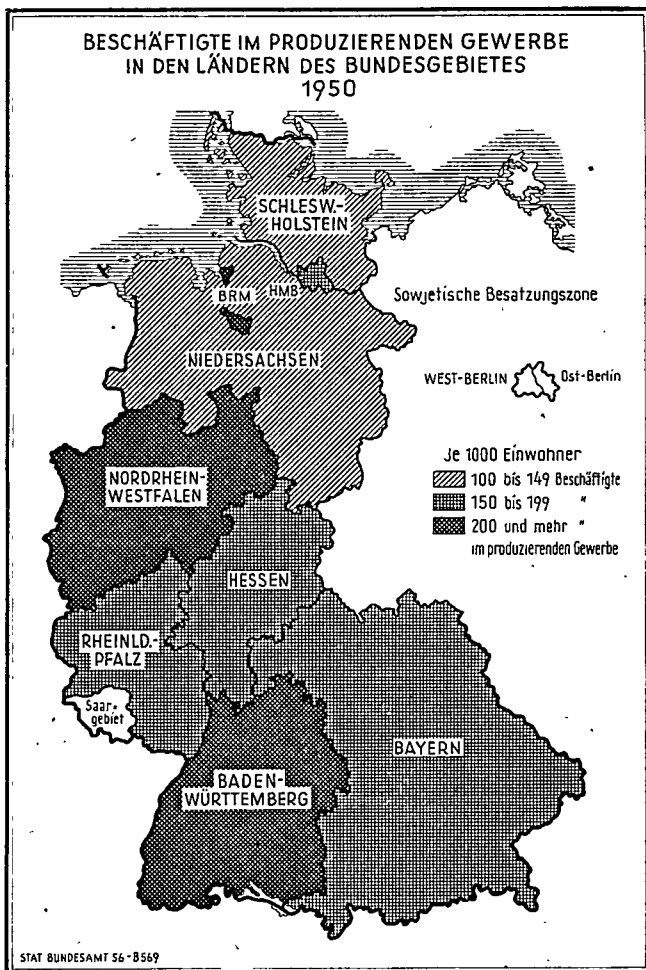 BESCHÄFTIGTE IM PRODUZIERENDEN GEWERBE
IN DEN LÄNDERN DES BUNDESGEBIETES
1950
SCHLESW.-
HOLSTEIN
BRM
HMB
Sowjetische Besatzungszone
NIEDERSACHSEN
WEST-BERLIN
Ost-Berlin
Je 1000 Einwohner
100 bis 149 Beschäftigte
150 bis 199 "
200 und mehr "
im produzierenden Gewerbe
NORDRHEIN-
WESTFALEN
HESSEN
RHEINLD.-
PFALZ
Saar-
gebiet
BAYERN
BADEN-
WÜRTTEMBERG
STAT BUNDESAMT 56-B569